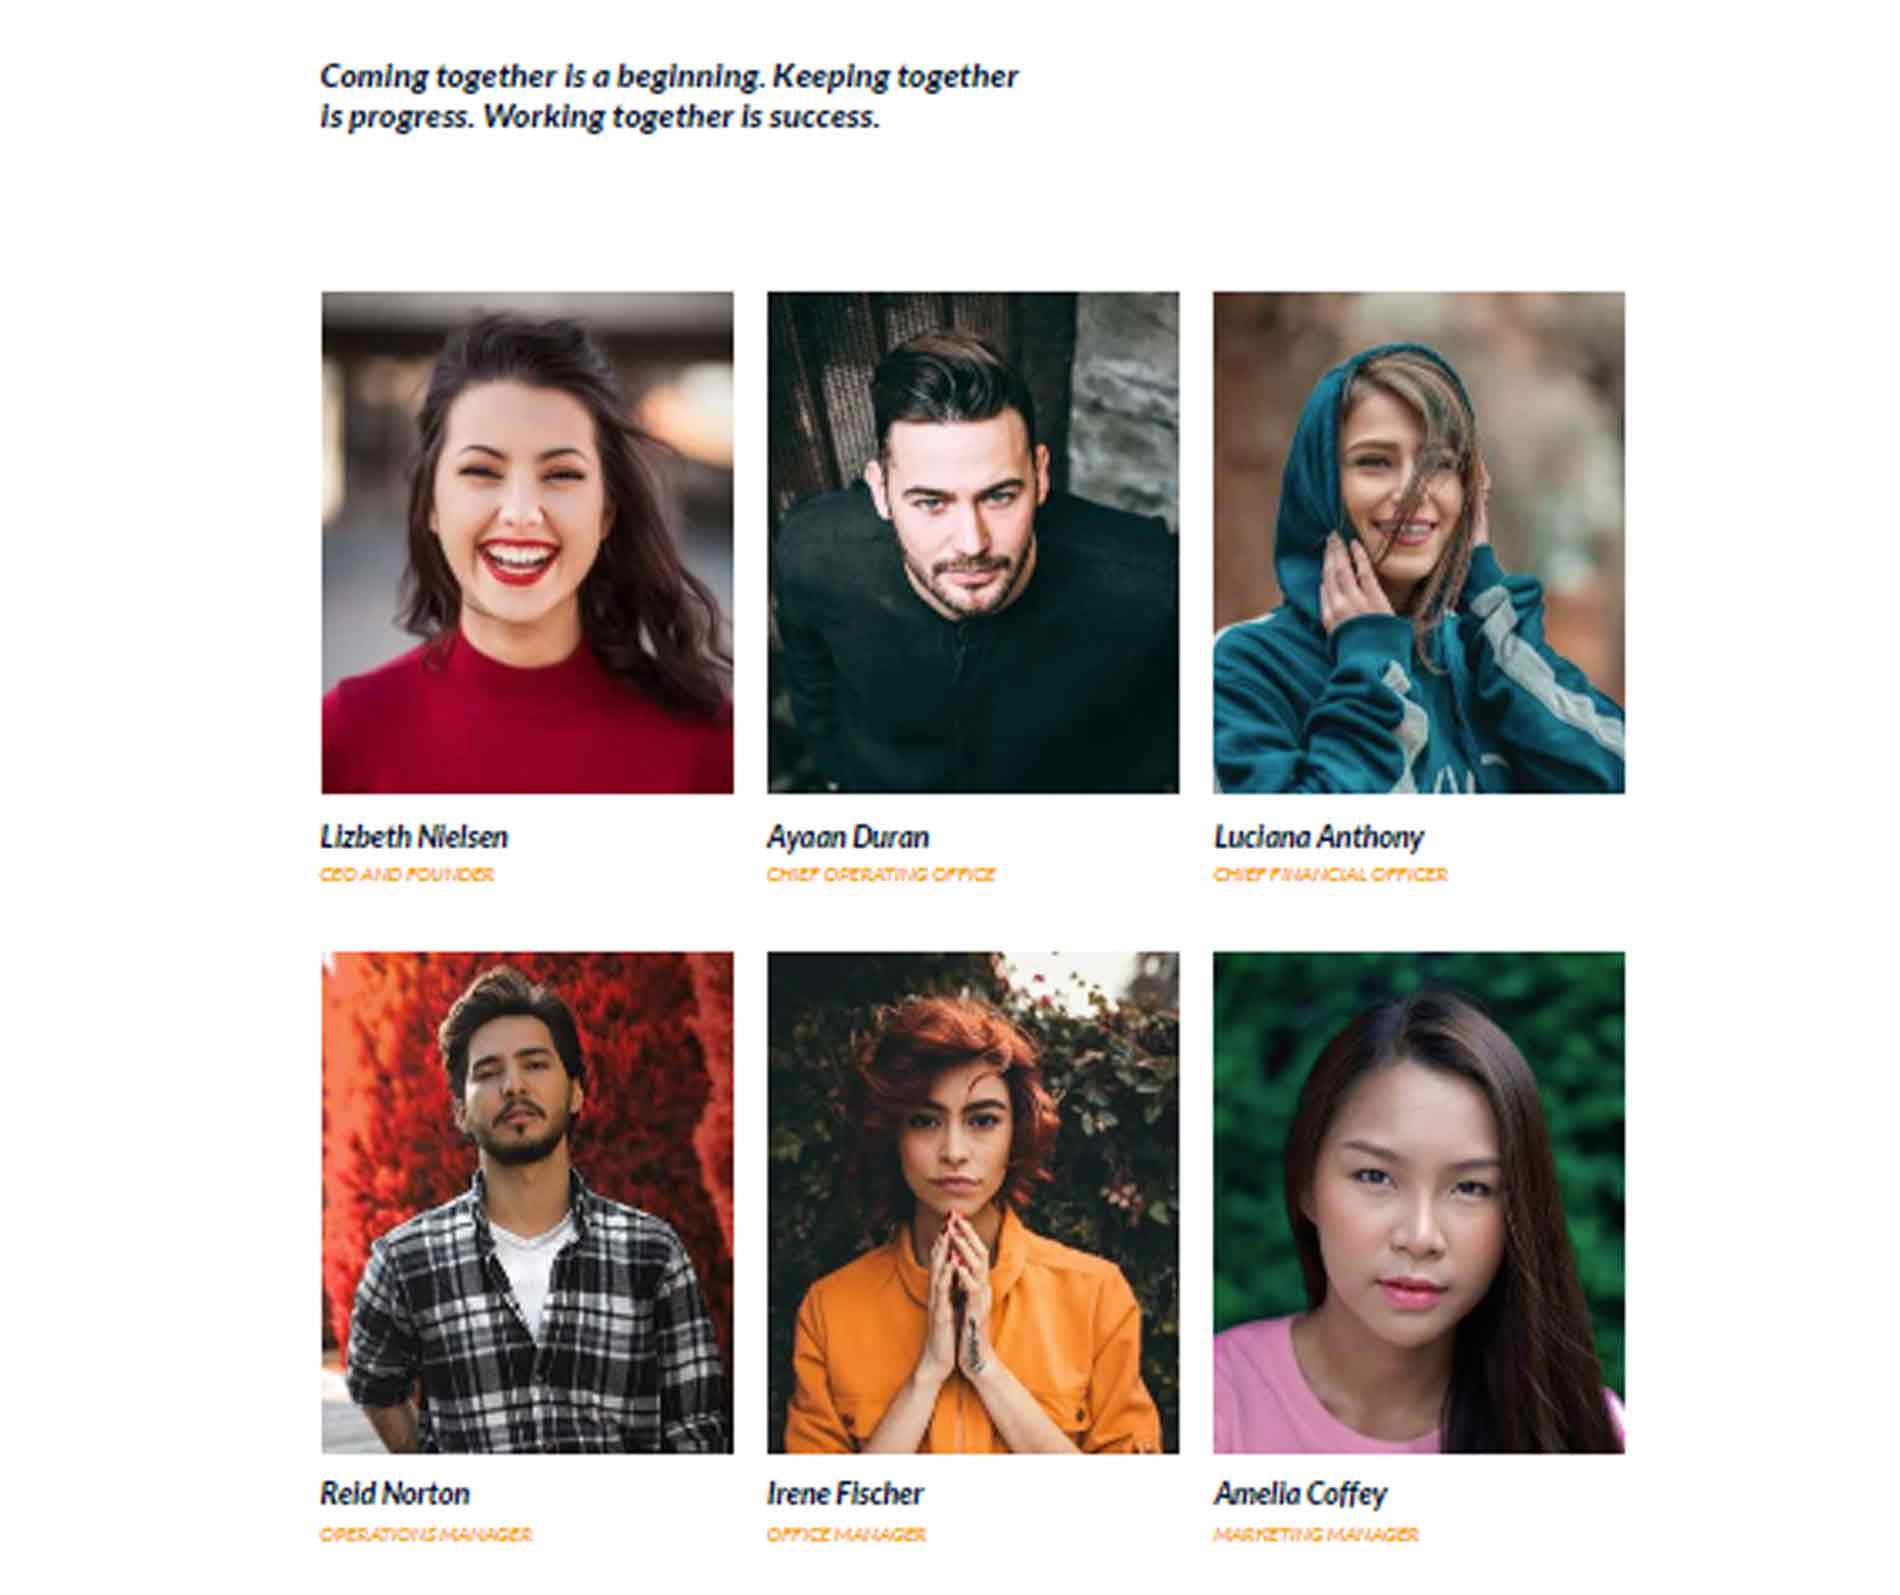 Coming together is a beginning. Keeping together
is progress. Working together is success.
Lizbeth Nielsen
CEO AND FOUNDER
Ayaan Duran
CHIEF OPERATING OFFICE
Luciana Anthony
CHIEF FINANCIAL OFFICER
Reid Norton
OPERATIONS MANAGER
Irene Fischer
OFFICE MANAGER
Amelia Coffey
MARKETING MANAGER